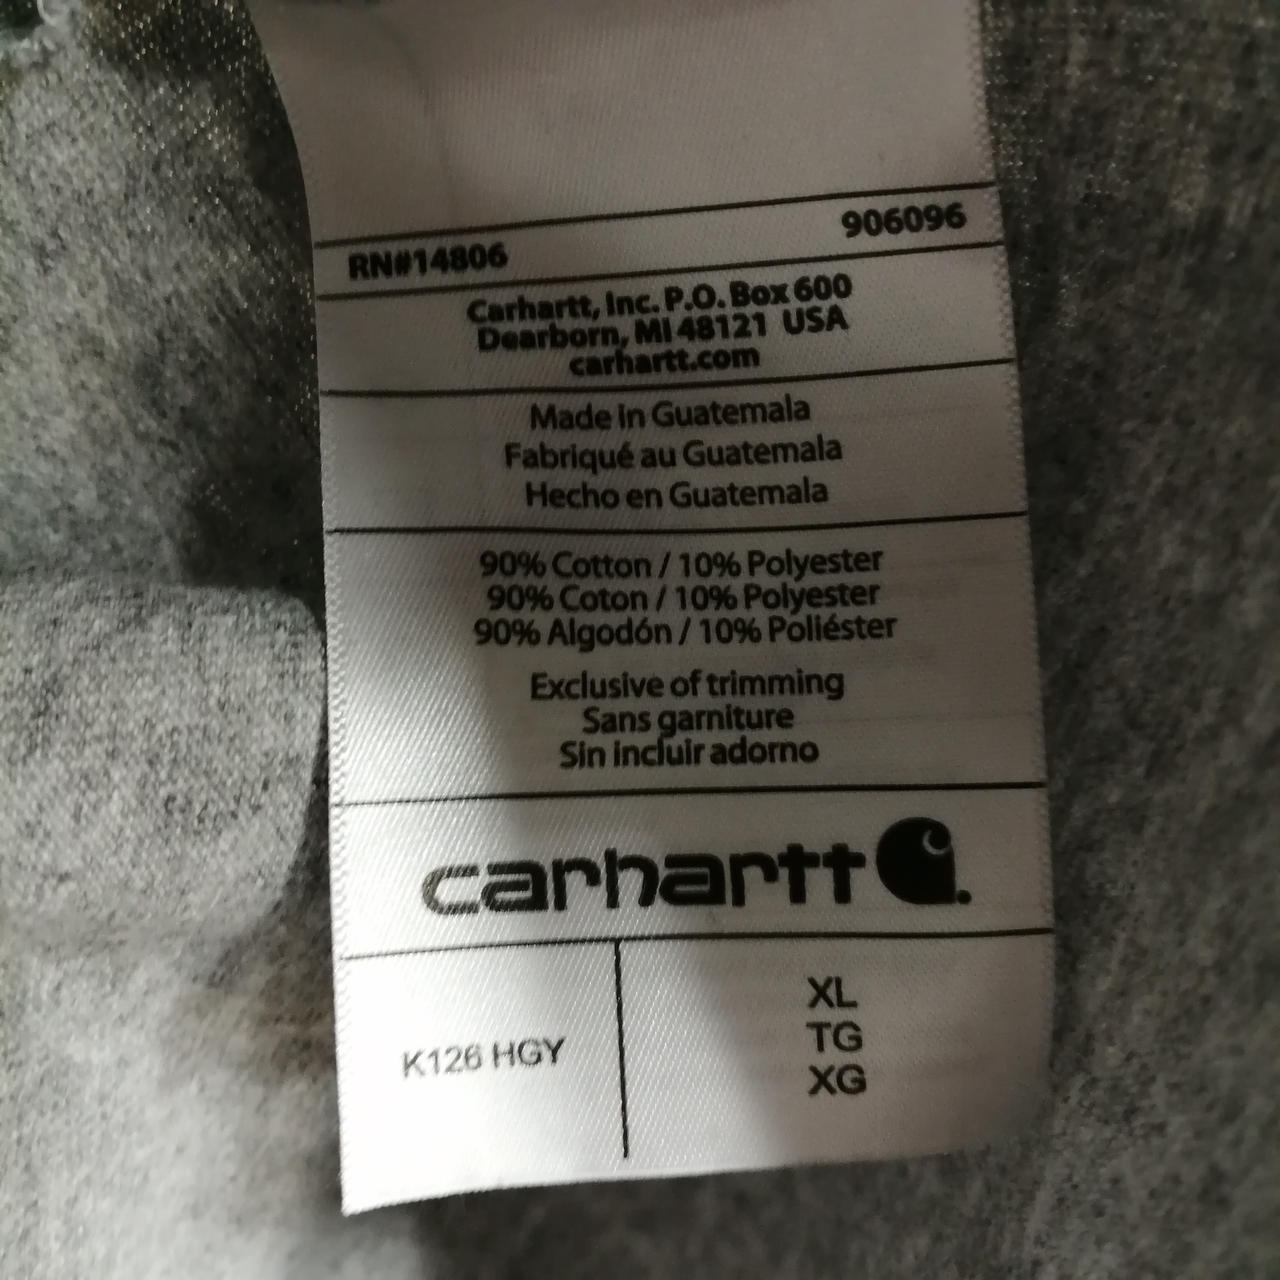 RN#14806 906096
Carhartt, Inc. P.O. Box 600
Dearborn, MI 48121 USA
carhartt.com
Made in Guatemala
Fabriqué au Guatemala
Hecho en Guatemala
90% Cotton / 10% Polyester
90% Coton / 10% Polyester
90% Algodón / 10% Poliéster
Exclusive of trimming
Sans garniture
Sin incluir adorno
carhartt
K126 HGY
XL
TG
XG